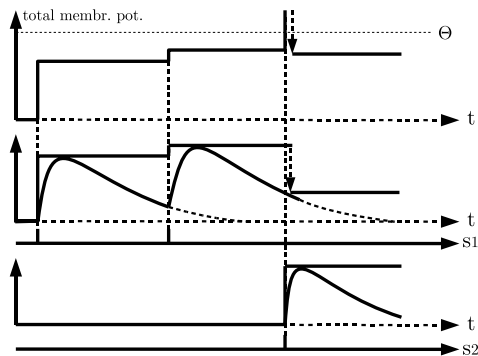 total membr. pot.
Θ
t
t
s1
t
s2